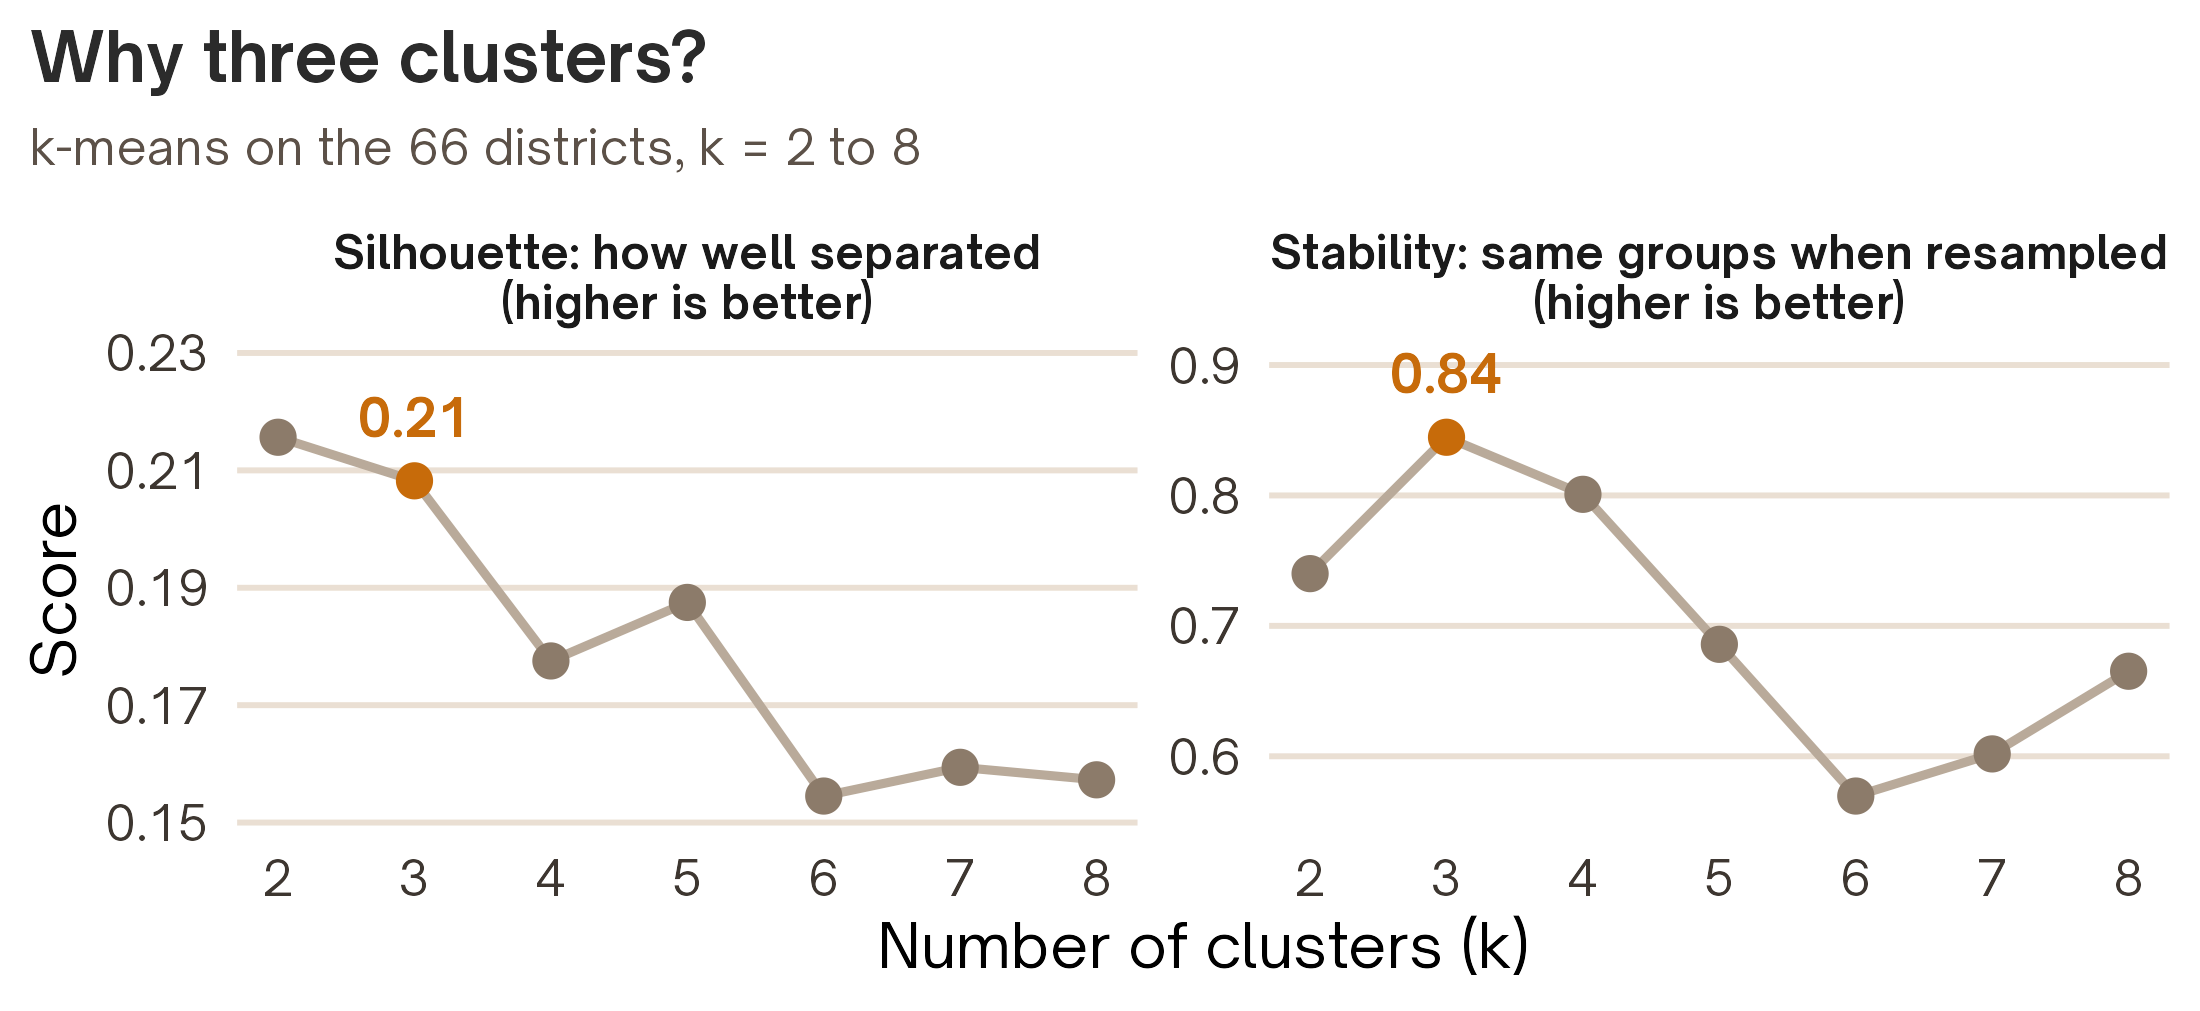 Why three clusters?
k-means on the 66 districts, k = 2 to 8
Silhouette: how well separated
(higher is better)
0.23
0.21
0.21
0.19
0.17
0.15
2 3 4 5 6 7 8
Score
Stability: same groups when resampled
(higher is better)
0.9
0.84
0.8
0.7
0.6
2 3 4 5 6 7 8
Number of clusters (k)